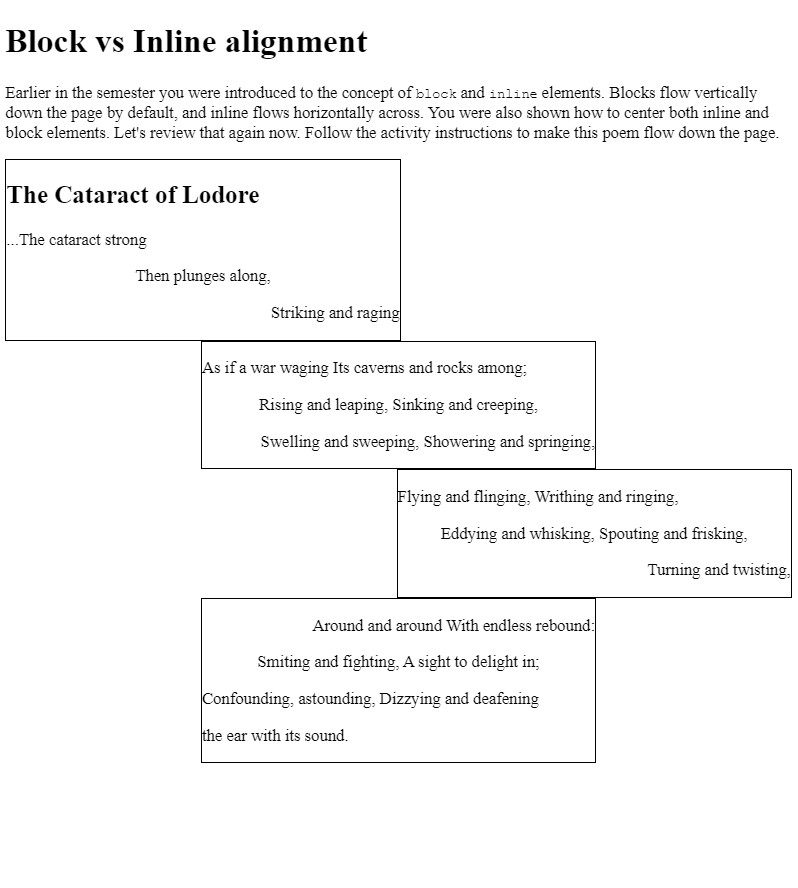 Block vs Inline alignment
Earlier in the semester you were introduced to the concept of block and inline elements. Blocks flow vertically
down the page by default, and inline flows horizontally across. You were also shown how to center both inline and
block elements. Let's review that again now. Follow the activity instructions to make this poem flow down the page.
The Cataract of Lodore
...The cataract strong
Then plunges along,
Striking and raging
As if a war waging Its caverns and rocks among;
Rising and leaping, Sinking and creeping,
Swelling and sweeping, Showering and springing,
Flying and flinging, Writhing and ringing,
Eddying and whisking, Spouting and frisking,
Turning and twisting,
Around and around With endless rebound:
Smiting and fighting, A sight to delight in;
Confounding, astounding, Dizzying and deafening
the ear with its sound.